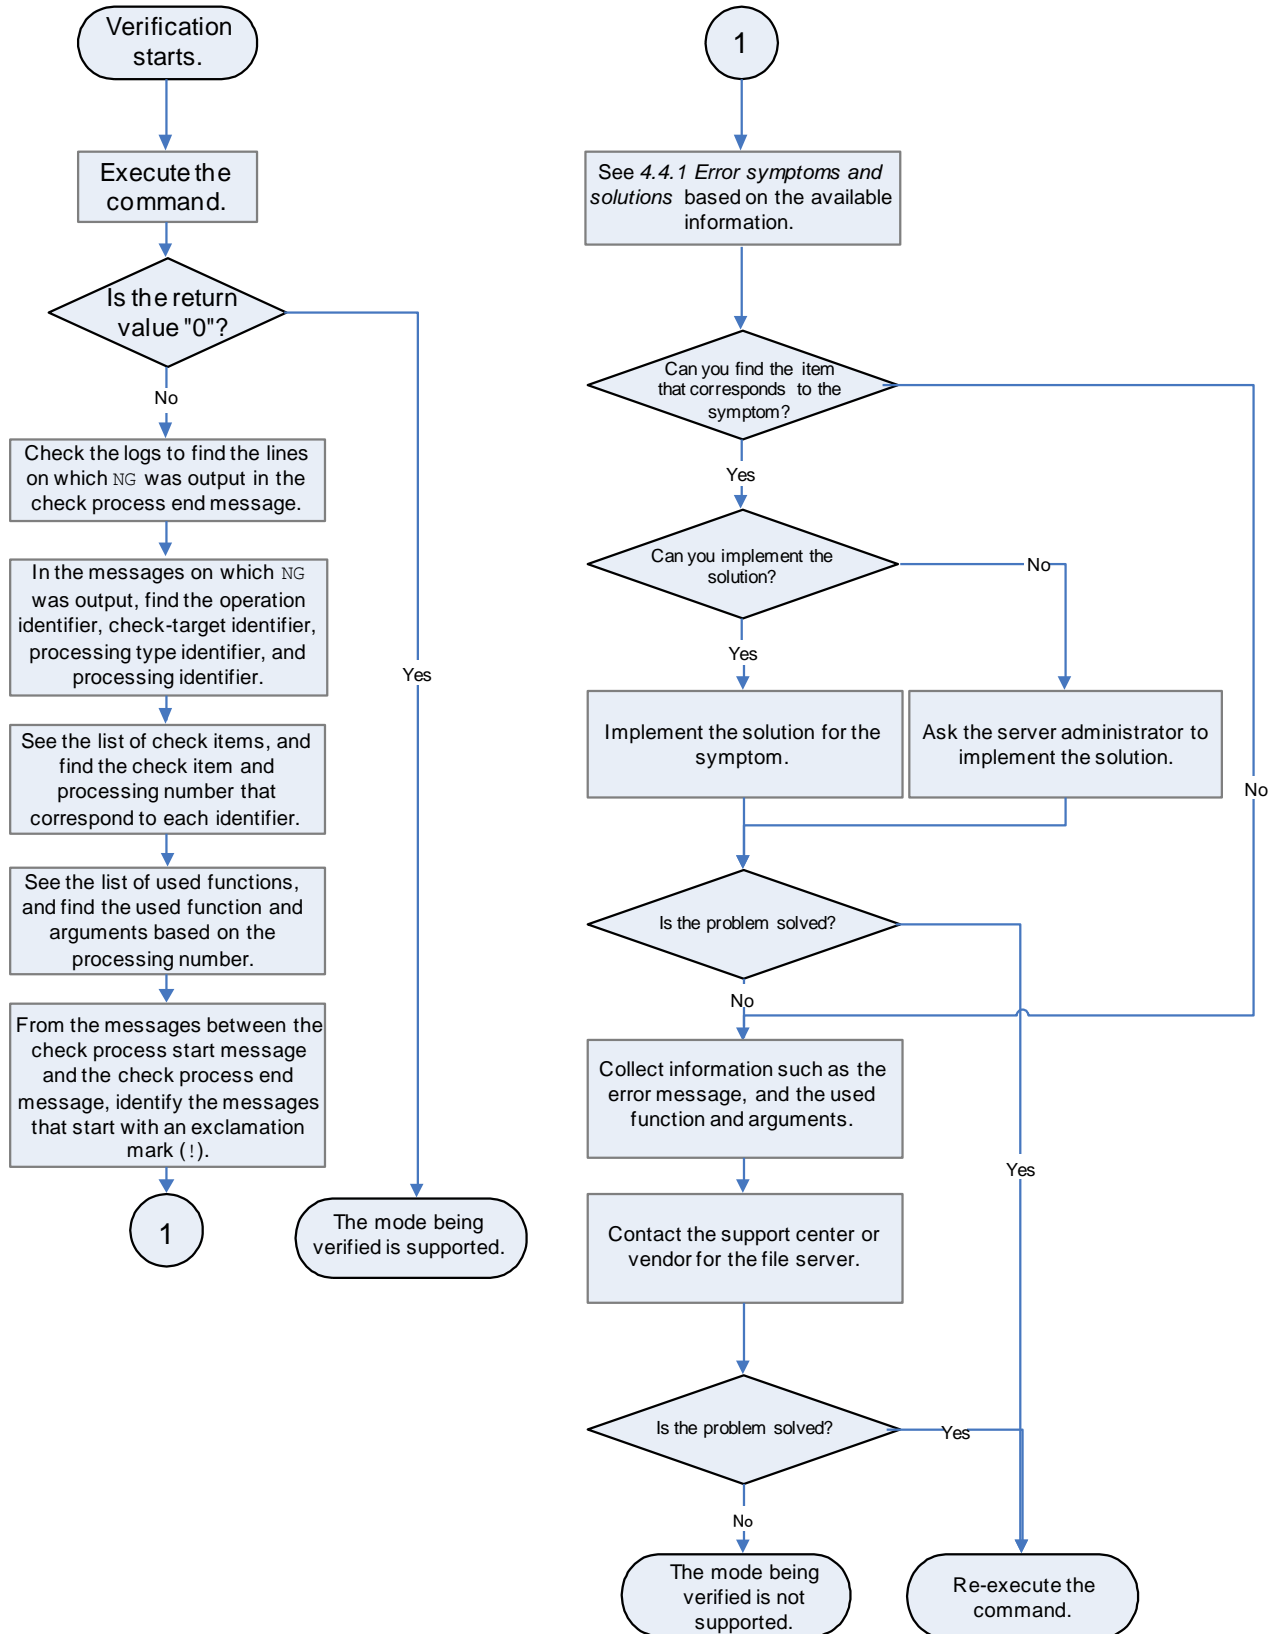 Verification
starts.
Execute the
command.
Is the return
value "0"?
No
Yes
Check the logs to find the lines
on which NG was output in the
check process end message.
In the messages on which NG
was output, find the operation
identifier, check-target identifier,
processing type identifier, and
processing identifier.
See the list of check items, and
find the check item and
processing number that
correspond to each identifier.
See the list of used functions,
and find the used function and
arguments based on the
processing number.
From the messages between the
check process start message
and the check process end
message, identify the messages
that start with an exclamation
mark (!).
1
The mode being
verified is supported.
1
See 4.4.1 Error symptoms and
solutions based on the available
information.
Can you find the item
that corresponds to the
symptom?
Yes
No
Can you implement the
solution?
No
Yes
Implement the solution for the
symptom.
Ask the server administrator to
implement the solution.
Is the problem solved?
No
Yes
Collect information such as the
error message, and the used
function and arguments.
Contact the support center or
vendor for the file server.
Is the problem solved?
Yes
No
The mode being
verified is not
supported.
Re-execute the
command.